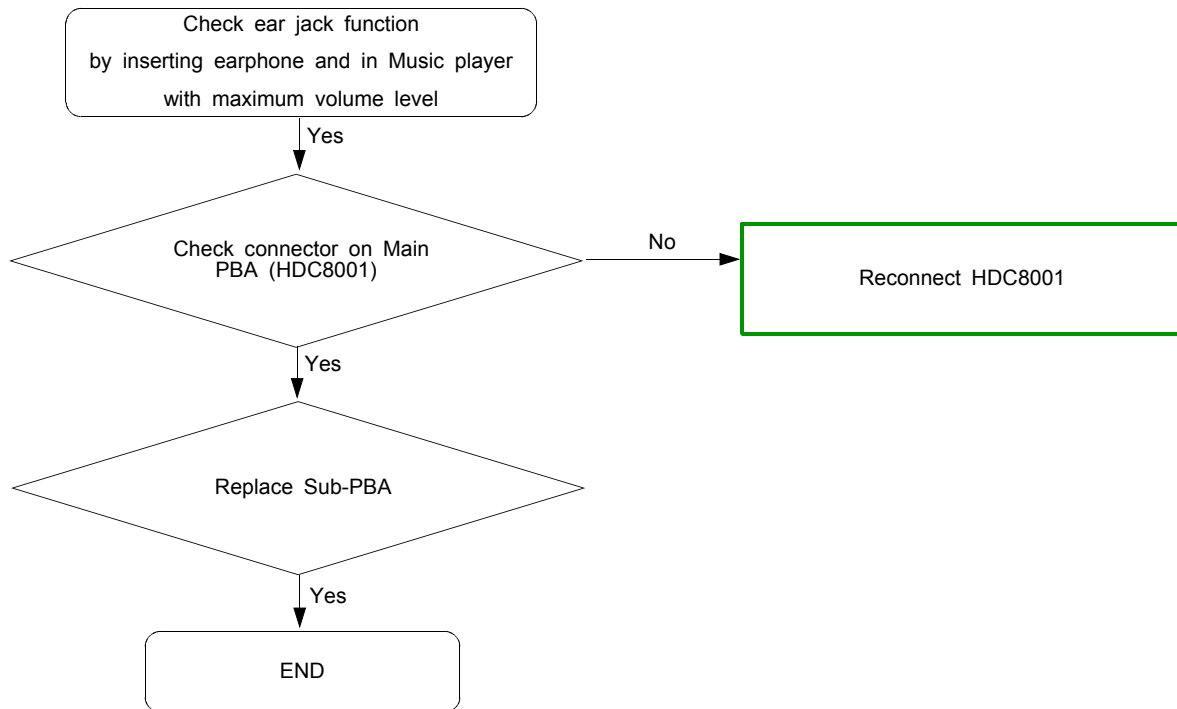 Check ear jack function
by inserting earphone and in Music player
with maximum volume level
Yes
Check connector on Main
PBA (HDC8001)
No
Reconnect HDC8001
Yes
Replace Sub-PBA
Yes
END